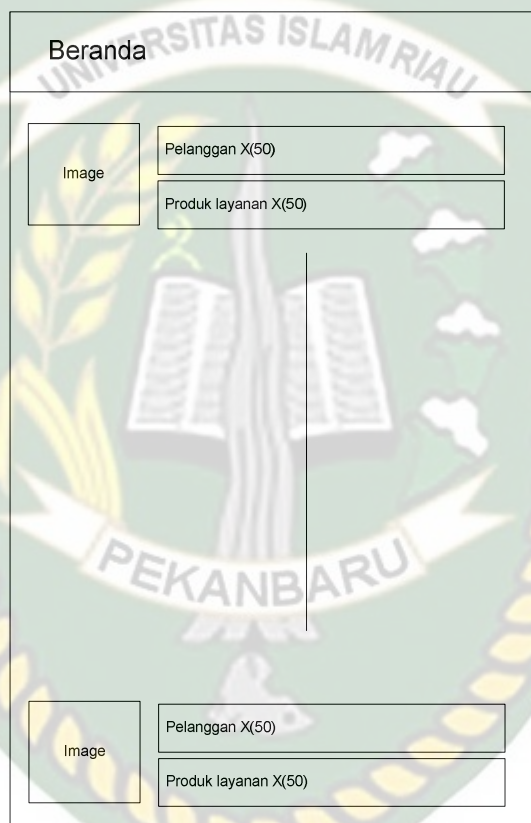 Beranda
UNIVERSITAS ISLAM RIAU
Image
Pelanggan X(50)
Produk layanan X(50)
PEKANBARU
Image
Pelanggan X(50)
Produk layanan X(50)